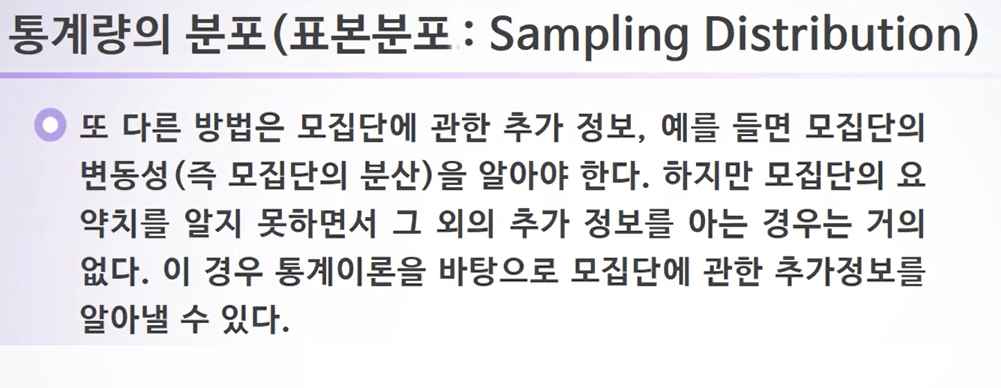 통계량의 분포(표본분포 : Sampling Distribution)
또 다른 방법은 모집단에 관한 추가 정보, 예를 들면 모집단의
변동성(즉 모집단의 분산)을 알아야 한다. 하지만 모집단의 요
약치를 알지 못하면서 그 외의 추가 정보를 아는 경우는 거의
없다. 이 경우 통계이론을 바탕으로 모집단에 관한 추가정보를
알아낼 수 있다.